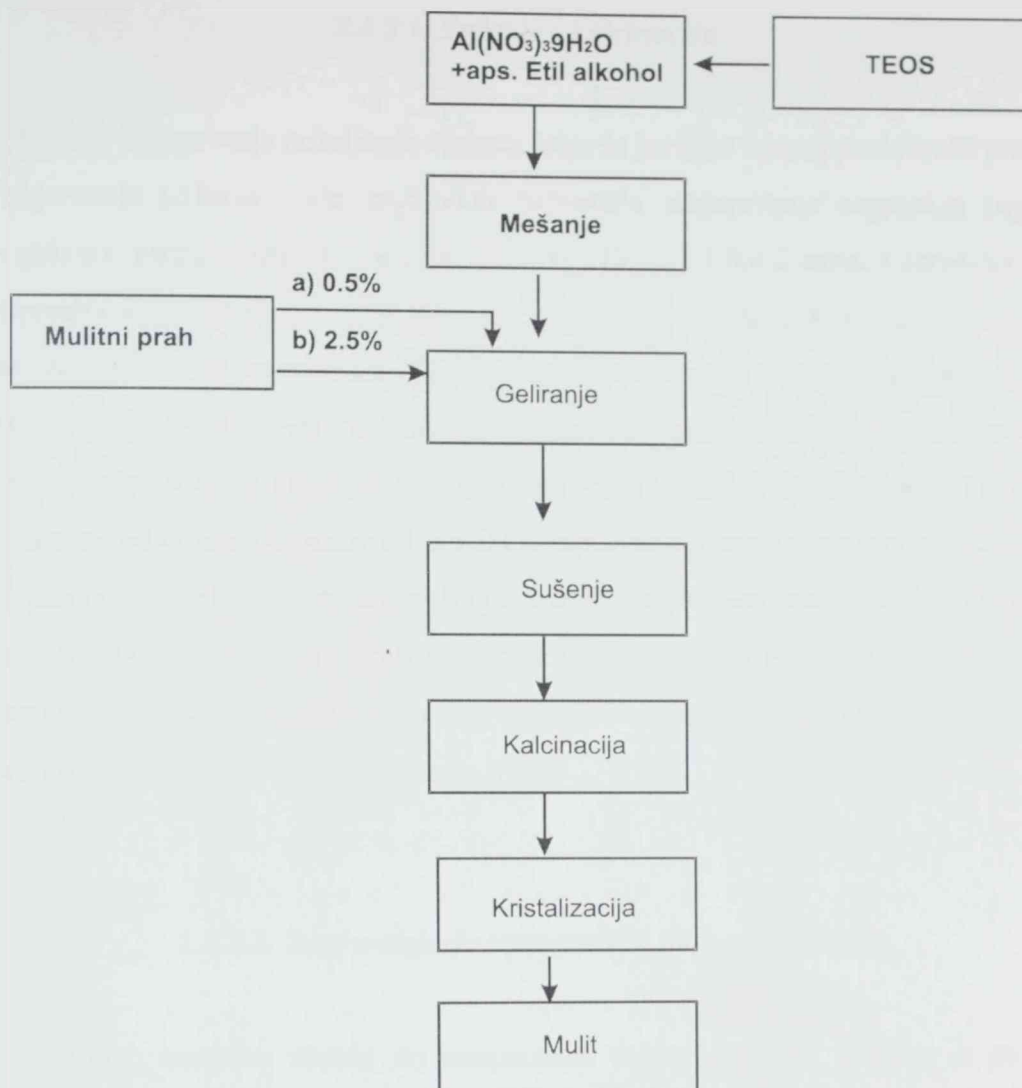 Al(NO₃)₃9H₂O
+aps. Etil alkohol
TEOS
Mešanje
a) 0.5%
Mulitni prah
b) 2.5%
Geliranje
Sušenje
Kalcinacija
Kristalizacija
Mulit